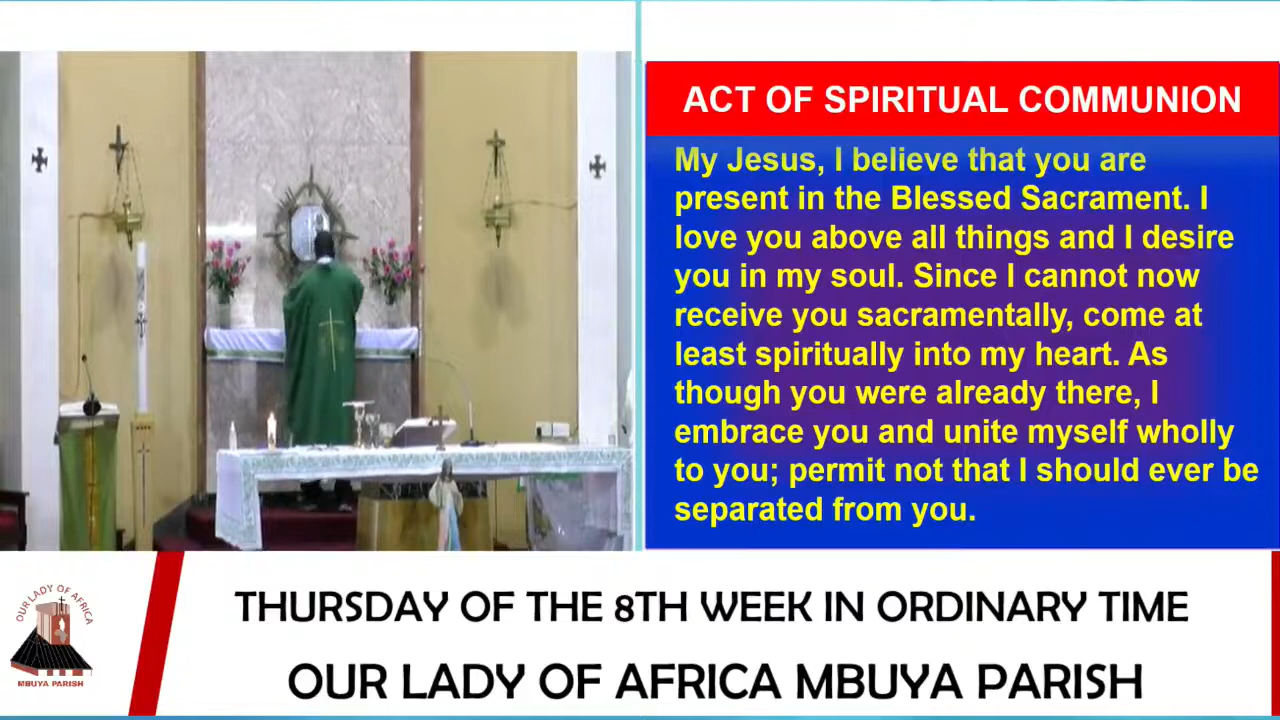 ACT OF SPIRITUAL COMMUNION
My Jesus, I believe that you are
present in the Blessed Sacrament. I
love you above all things and I desire
you in my soul. Since I cannot now
receive you sacramentally, come at
least spiritually into my heart. As
though you were already there, I
embrace you and unite myself wholly
to you; permit not that I should ever be
separated from you.
OUR LADY OF AFRICA
MBUYA PARISH
THURSDAY OF THE 8TH WEEK IN ORDINARY TIME
OUR LADY OF AFRICA MBUYA PARISH